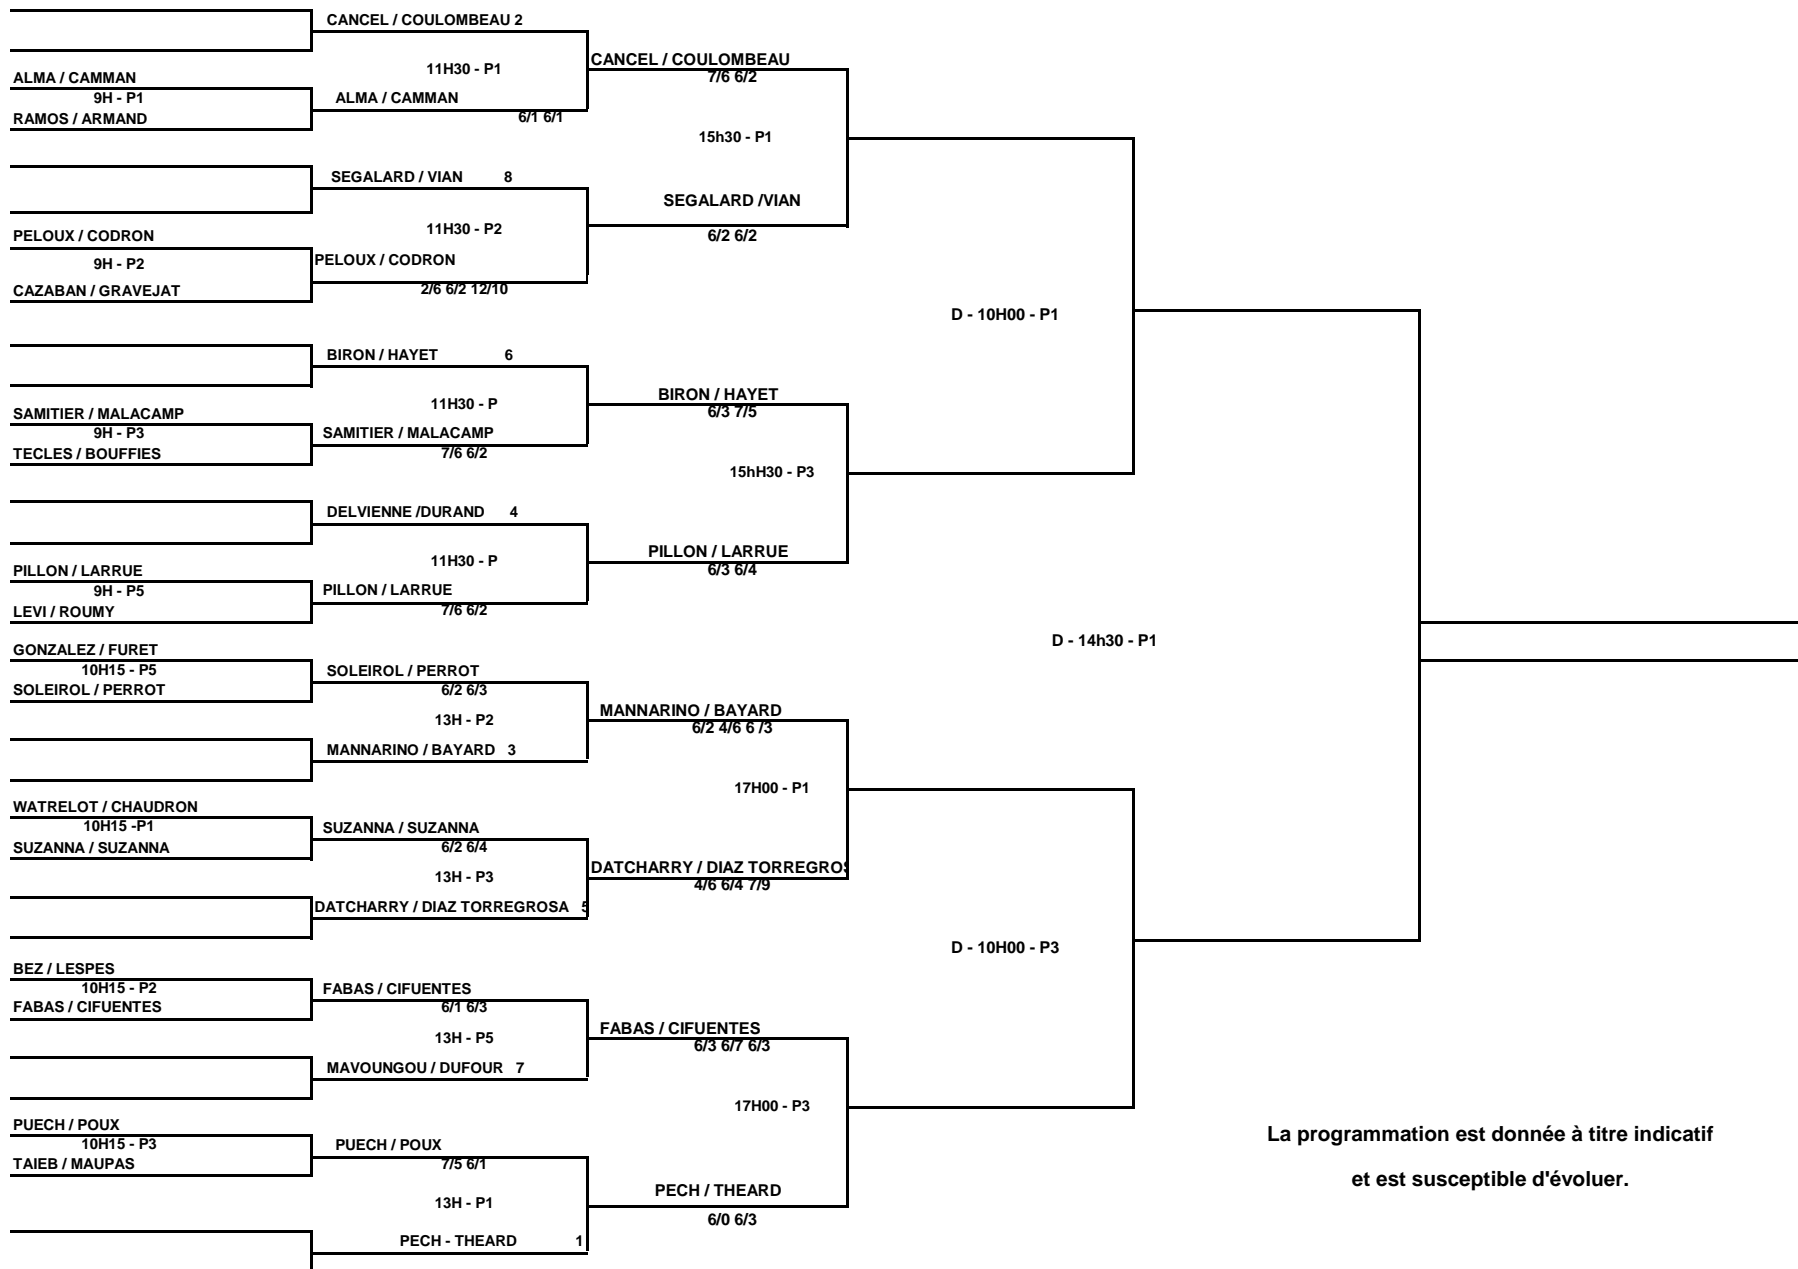 CANCEL / COULOMBEAU 2
11H30 - P1
CANCEL / COULOMBEAU
7/6 6/2
ALMA / CAMMAN
9H - P1
RAMOS / ARMAND
ALMA / CAMMAN
6/1 6/1
15h30 - P1
SEGALARD / VIAN 8
11H30 - P2
SEGALARD /VIAN
6/2 6/2
PELOUX / CODRON
9H - P2
CAZABAN / GRAVEJAT
PELOUX / CODRON
2/6 6/2 12/10
D - 10H00 - P1
BIRON / HAYET 6
11H30 - P
BIRON / HAYET
6/3 7/5
SAMITIER / MALACAMP
9H - P3
TECLES / BOUFFIES
SAMITIER / MALACAMP
7/6 6/2
15hH30 - P3
DELVIENNE /DURAND 4
11H30 - P
PILLON / LARRUE
6/3 6/4
PILLON / LARRUE
9H - P5
LEVI / ROUMY
PILLON / LARRUE
7/6 6/2
D - 14h30 - P1
GONZALEZ / FURET
10H15 - P5
SOLEIROL / PERROT
SOLEIROL / PERROT
6/2 6/3
13H - P2
MANNARINO / BAYARD
6/2 4/6 6 /3
MANNARINO / BAYARD 3
17H00 - P1
WATRELOT / CHAUDRON
10H15 -P1
SUZANNA / SUZANNA
SUZANNA / SUZANNA
6/2 6/4
13H - P3
DATCHARRY / DIAZ TORREGROS
4/6 6/4 7/9
DATCHARRY / DIAZ TORREGROSA 5
D - 10H00 - P3
BEZ / LESPES
10H15 - P2
FABAS / CIFUENTES
FABAS / CIFUENTES
6/1 6/3
13H - P5
FABAS / CIFUENTES
6/3 6/7 6/3
MAVOUNGOU / DUFOUR 7
17H00 - P3
PUECH / POUX
10H15 - P3
TAIEB / MAUPAS
PUECH / POUX
7/5 6/1
13H - P1
PECH / THEARD
6/0 6/3
PECH - THEARD 1
La programmation est donnée à titre indicatif
et est susceptible d'évoluer.